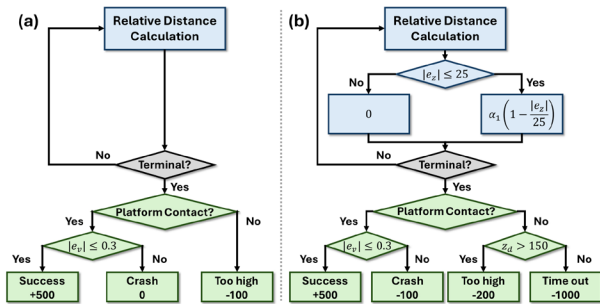 (a)
Relative Distance
Calculation
No
Terminal?
Yes
Platform Contact?
Yes
No
|e_v| ≤ 0.3
Yes
No
Success
+500
Crash
0
Too high
-100
(b)
Relative Distance
Calculation
|e_z| ≤ 25
No
Yes
0
α₁(1 − |e_z|/25)
No
Terminal?
Yes
Platform Contact?
Yes
No
|e_v| ≤ 0.3
z_d > 150
Yes
No
Yes
No
Success
+500
Crash
-100
Too high
-200
Time out
-1000